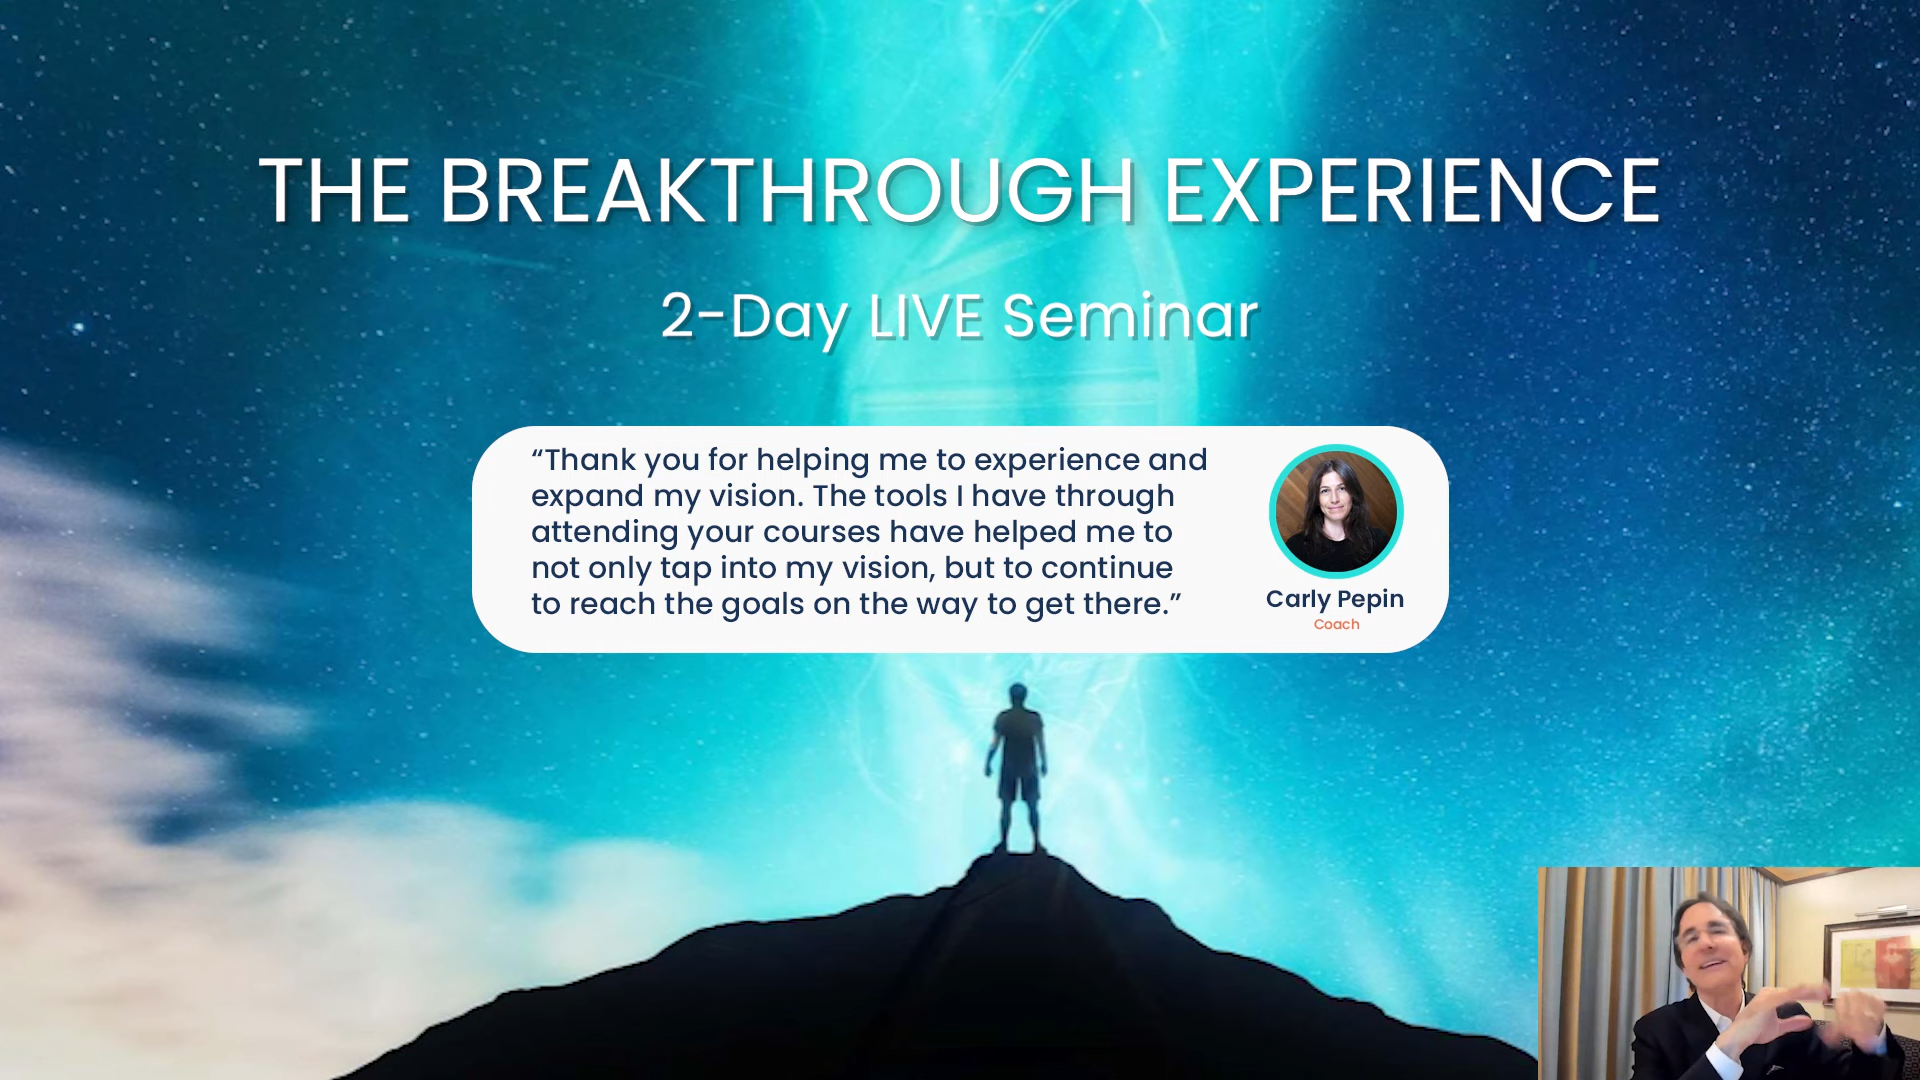 THE BREAKTHROUGH EXPERIENCE
2-Day LIVE Seminar
“Thank you for helping me to experience and
expand my vision. The tools I have through
attending your courses have helped me to
not only tap into my vision, but to continue
to reach the goals on the way to get there.”
Carly Pepin
Coach